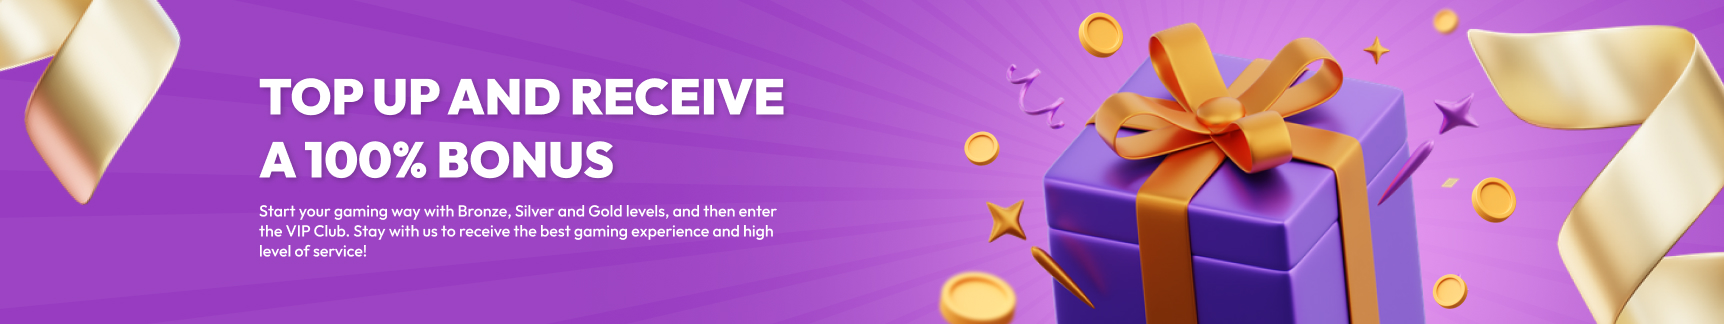 TOP UP AND RECEIVE
A 100% BONUS
Start your gaming way with Bronze, Silver and Gold levels, and then enter
the VIP Club. Stay with us to receive the best gaming experience and high
level of service!